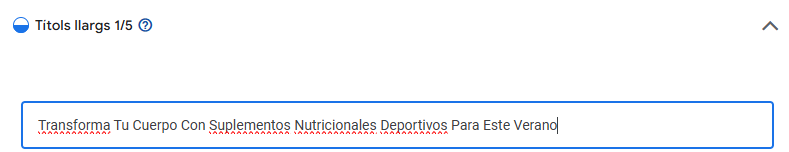 Títols llargs 1/5
Transforma Tu Cuerpo Con Suplementos Nutricionales Deportivos Para Este Verano